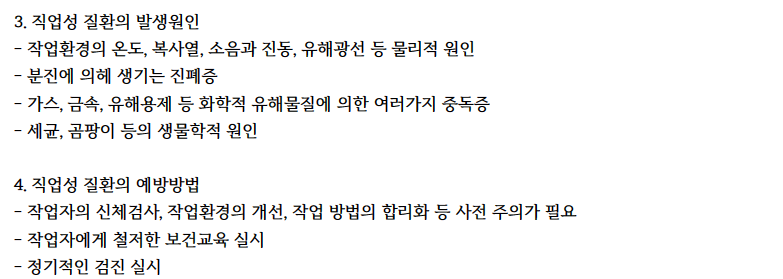 3. 직업성 질환의 발생원인
- 작업환경의 온도, 복사열, 소음과 진동, 유해광선 등 물리적 원인
- 분진에 의혜 생기는 진폐증
- 가스, 금속, 유해용제 등 화학적 유해물질에 의한 여러가지 중독증
- 세균, 곰팡이 등의 생물학적 원인
4. 직업성 질환의 예방방법
- 작업자의 신체검사, 작업환경의 개선, 작업 방법의 합리화 등 사전 주의가 필요
- 작업자에게 철저한 보건교육 실시
- 정기적인 검진 실시